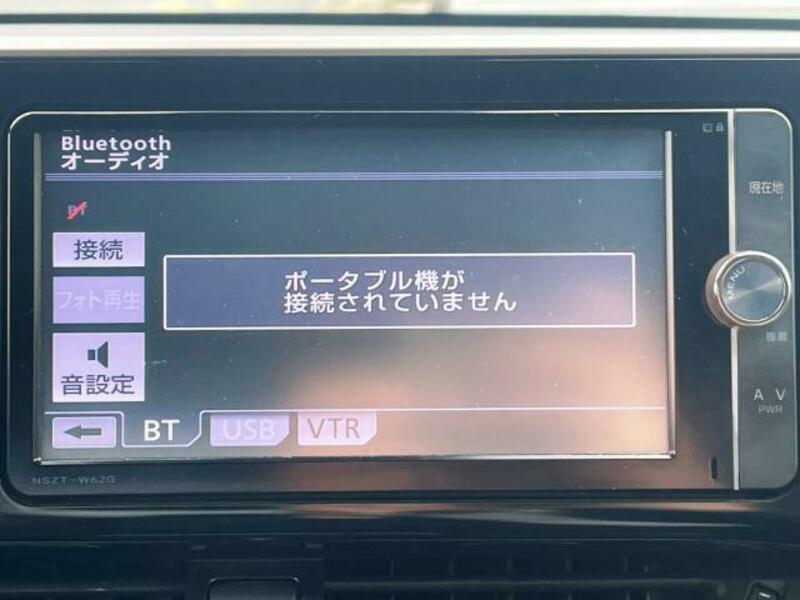 Bluetooth
オーディオ
BT
接続
フォト再生
音設定
ポータブル機が
接続されていません
BT
USB
VTR
NSZT-W62G
現在地
MENU
A V
PWR